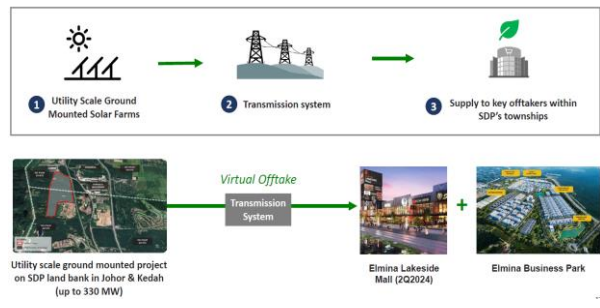 1 Utility Scale Ground
Mounted Solar Farms
2 Transmission system
3 Supply to key offtakers within
SDP's townships
Virtual Offtake
Transmission
System
Utility scale ground mounted project
on SDP land bank in Johor & Kedah
(up to 330 MW)
Elmina Lakeside
Mall (2Q2024)
Elmina Business Park